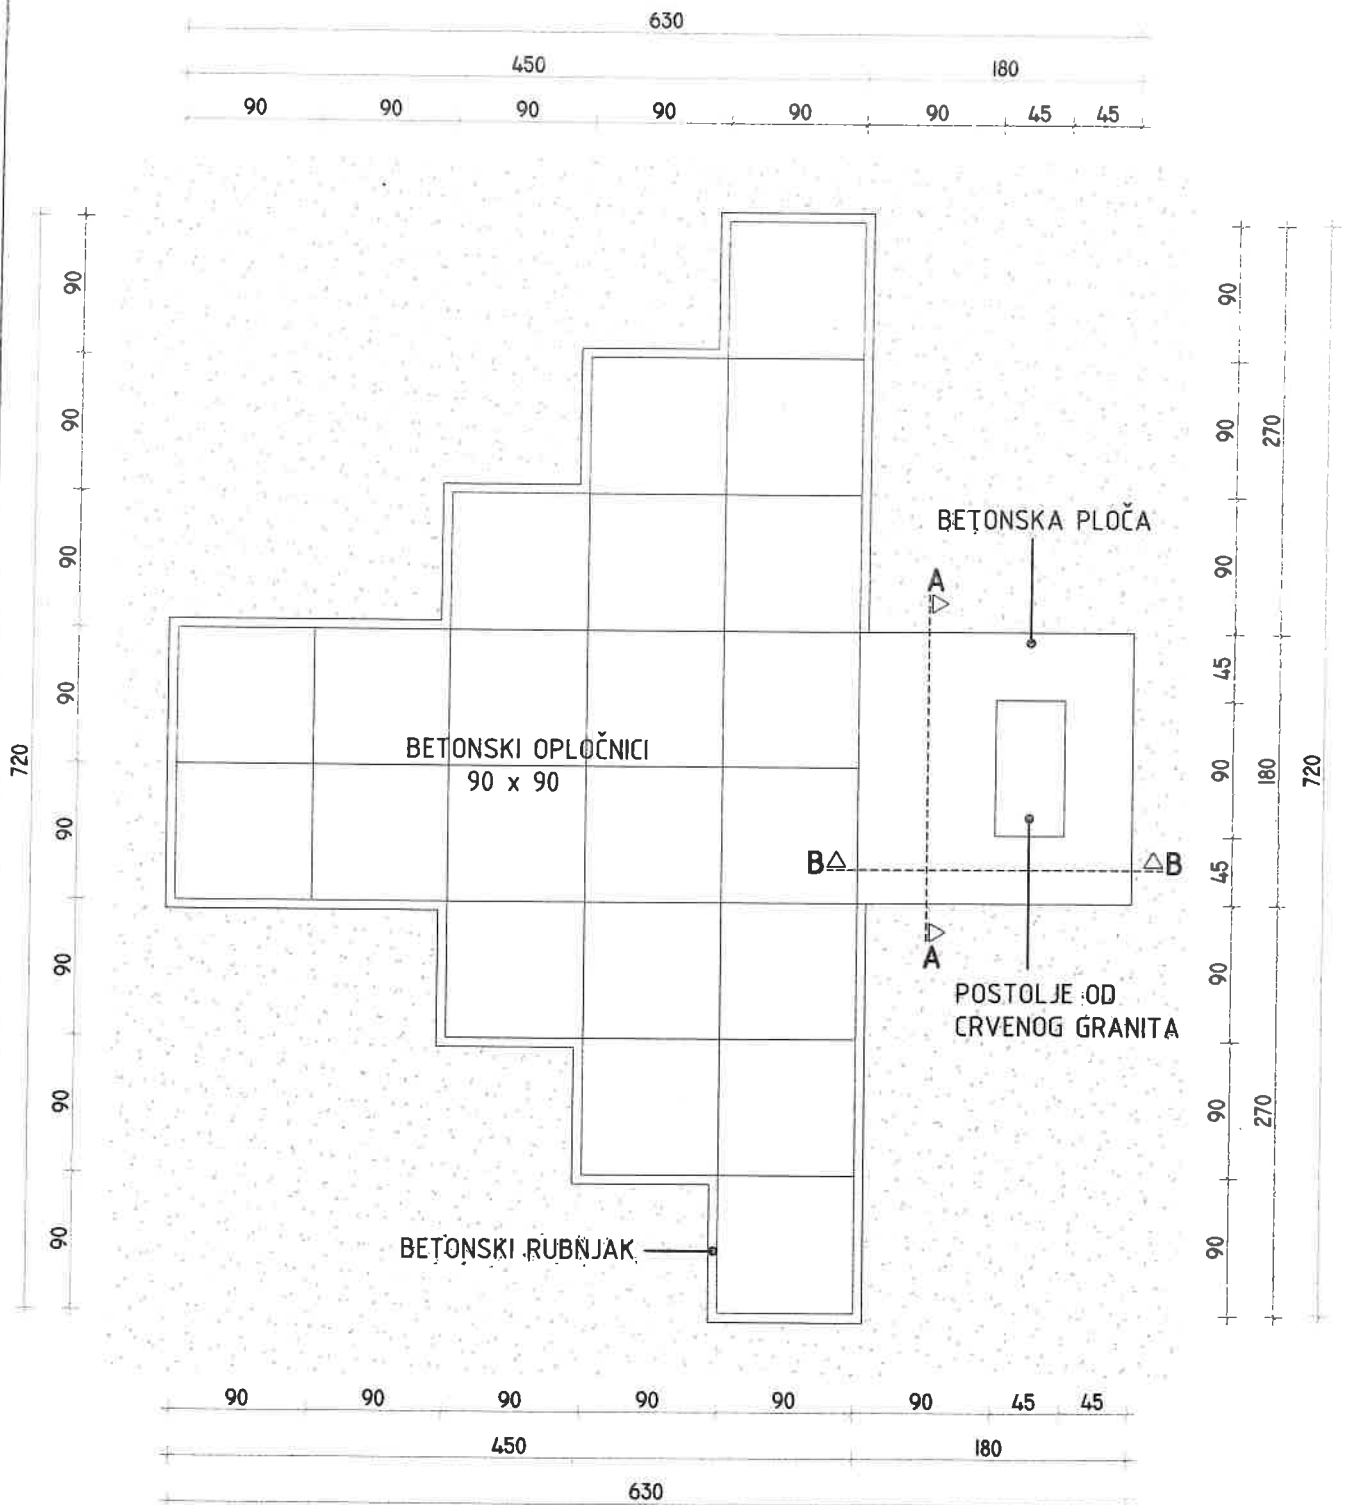 630
450 180
90 90 90 90 90 90 45 45
90
90
90
90
90
90
90
90
720
90
90
90
45
90
45
90
90
90
270
180
270
720
BETONSKA PLOČA
A
BETONSKI OPLOČNICI
90 x 90
B B
A
POSTOLJE OD
CRVENOG GRANITA
BETONSKI RUBNJAK
90 90 90 90 90 90 45 45
450 180
630